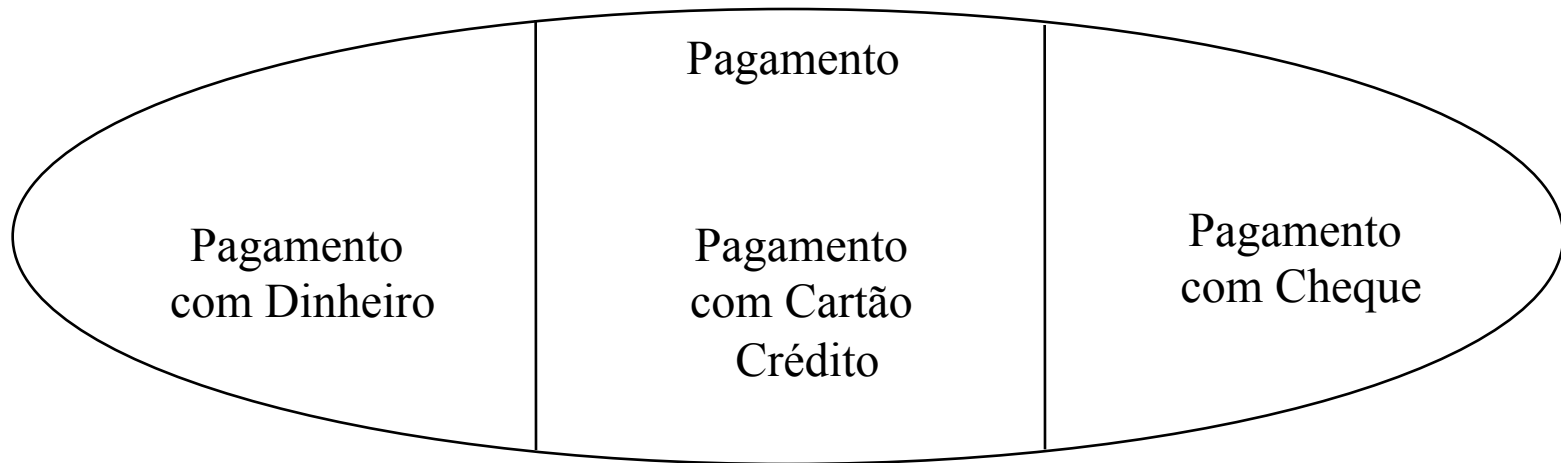 Pagamento
Pagamento
com Dinheiro
Pagamento
com Cartão
Crédito
Pagamento
com Cheque